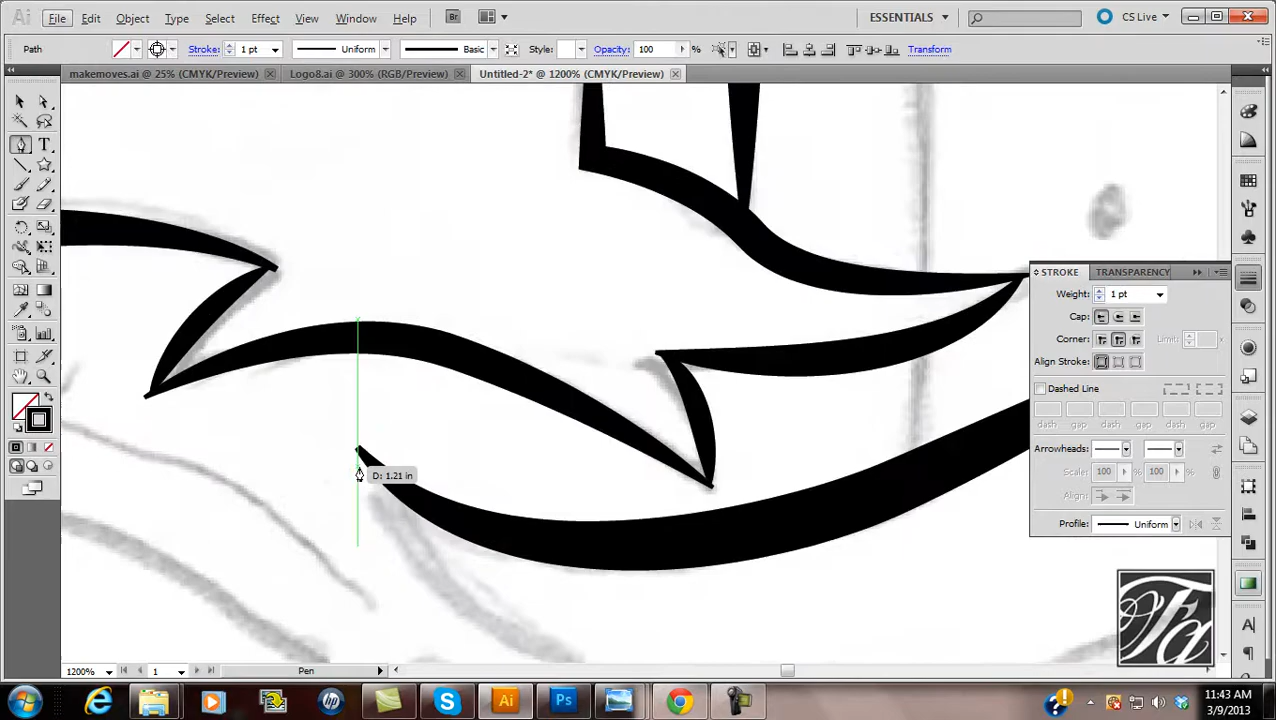 Ai File Edit Object Type Select Effect View Window Help Br ESSENTIALS CS Live
Path Stroke: 1 pt Uniform Basic Style: Opacity: 100 % Transform
makemoves.ai @ 25% (CMYK/Preview) Logo8.ai @ 300% (RGB/Preview) Untitled-2* @ 1200% (CMYK/Preview)
STROKE TRANSPARENCY
Weight: 1 pt
Cap:
Corner: Limit: x
Align Stroke:
Dashed Line
dash gap dash gap dash gap
Arrowheads:
Scale: 100 100 %
Align:
Profile: Uniform
D: 1.21 in
1200% 1 Pen
11:43 AM
3/9/2013